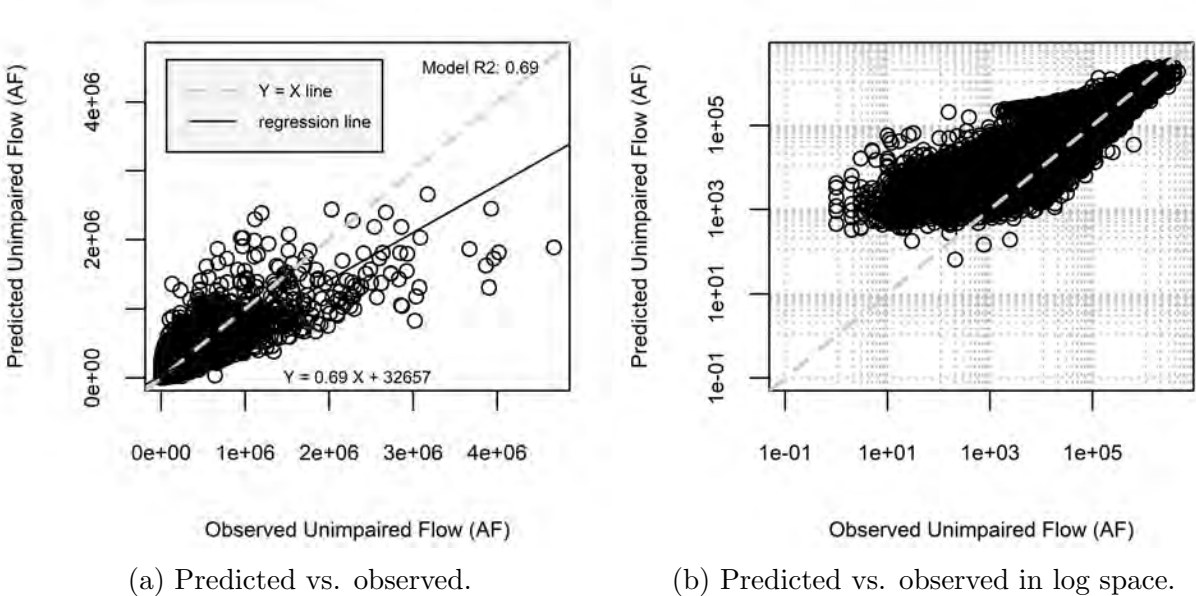 Model R2: 0.69
Y = X line
regression line
Y = 0.69 X + 32657
Predicted Unimpaired Flow (AF)
0e+00
2e+06
4e+06
0e+00 1e+06 2e+06 3e+06 4e+06
Observed Unimpaired Flow (AF)
(a) Predicted vs. observed.
Predicted Unimpaired Flow (AF)
1e-01
1e+01
1e+03
1e+05
1e-01 1e+01 1e+03 1e+05
Observed Unimpaired Flow (AF)
(b) Predicted vs. observed in log space.